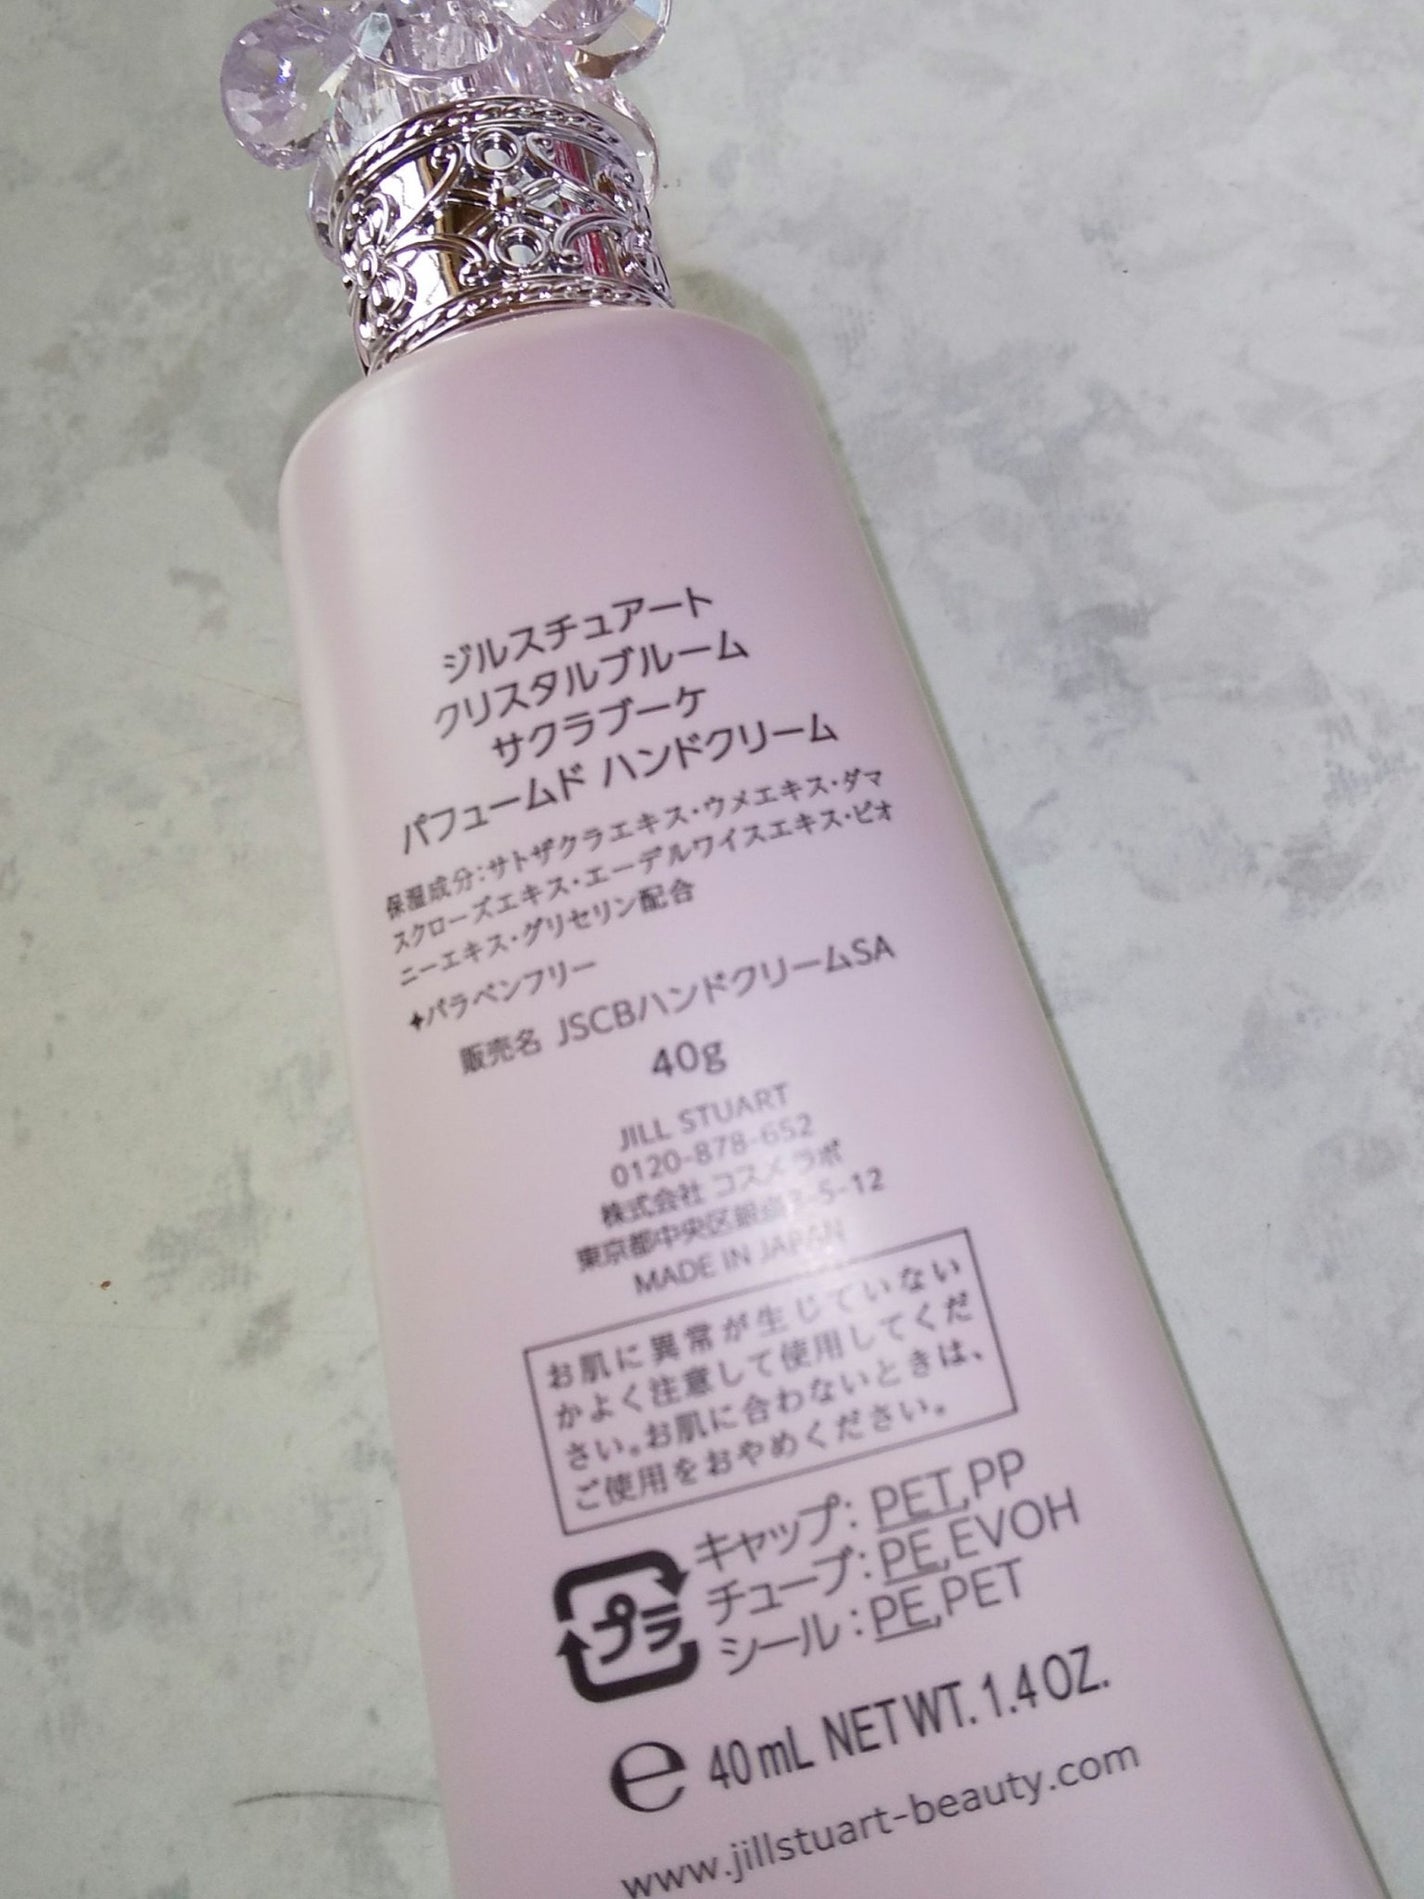 ジルスチュアート
クリスタルブルーム
サクラブーケ
パフュームド ハンドクリーム
保湿成分:サトザクラエキス・ウメエキス・ダマ
スクローズエキス・エーデルワイスエキス・ピオ
ニーエキス・グリセリン配合
✦パラベンフリー
販売名 JSCBハンドクリームSA
40g
JILL STUART
0120-878-652
株式会社 コスメ ラボ
東京都中央区銀座7-5-12
MADE IN JAPAN
お肌に異常が生じていない
かよく注意して使用してくだ
さい。お肌に合わないときは、
ご使用をおやめください。
プラ
キャップ:PET,PP
チューブ:PE,EVOH
シール:PE,PET
℮ 40mL NET WT. 1.4 OZ.
www.jillstuart-beauty.com